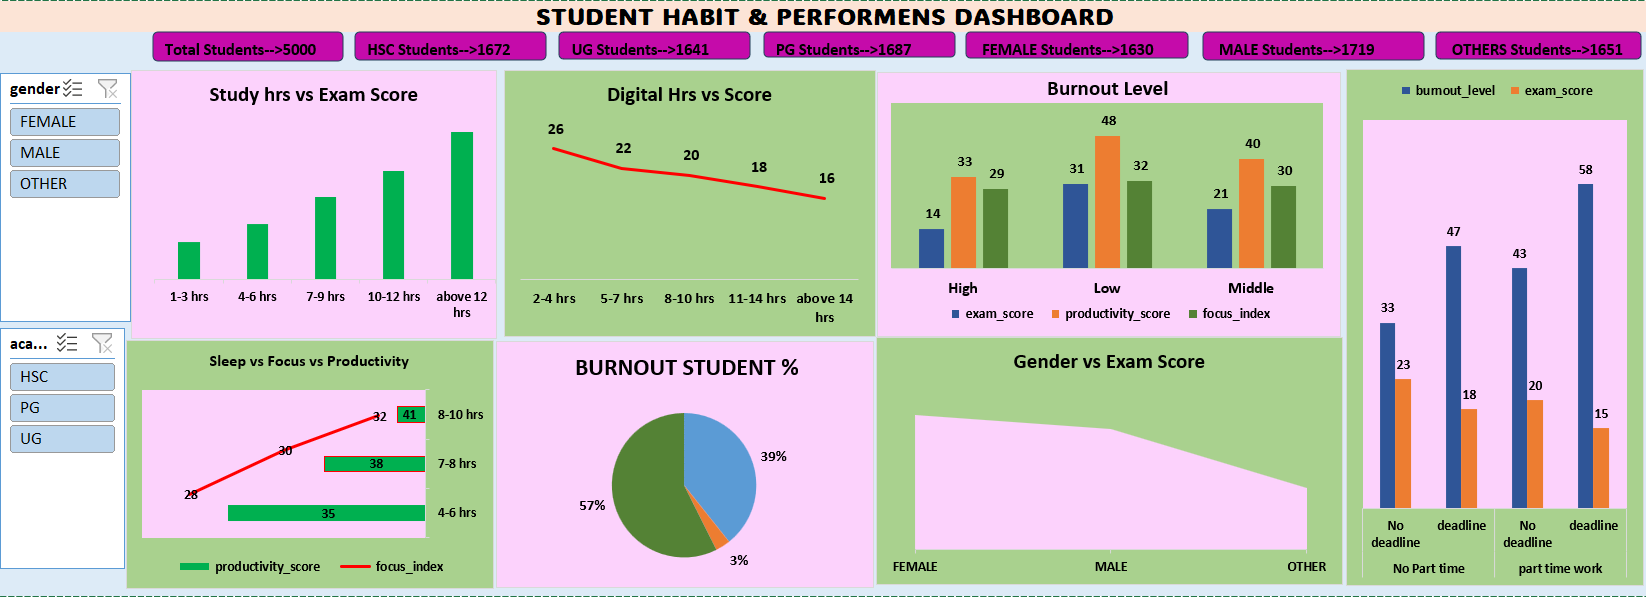 STUDENT HABIT & PERFORMENS DASHBOARD
Total Students-->5000
HSC Students-->1672
UG Students-->1641
PG Students-->1687
FEMALE Students-->1630
MALE Students-->1719
OTHERS Students-->1651
gender
FEMALE
MALE
OTHER
aca...
HSC
PG
UG
Study hrs vs Exam Score
1-3 hrs
4-6 hrs
7-9 hrs
10-12 hrs
above 12
hrs
Digital Hrs vs Score
26
22
20
18
16
2-4 hrs
5-7 hrs
8-10 hrs
11-14 hrs
above 14
hrs
Burnout Level
14
33
29
31
48
32
21
40
30
High
Low
Middle
exam_score
productivity_score
focus_index
burnout_level
exam_score
33
23
47
18
43
20
58
15
No
deadline
deadline
No
deadline
deadline
No Part time
part time work
Sleep vs Focus vs Productivity
32
41
8-10 hrs
30
38
7-8 hrs
28
35
4-6 hrs
productivity_score
focus_index
BURNOUT STUDENT %
39%
57%
3%
Gender vs Exam Score
FEMALE
MALE
OTHER